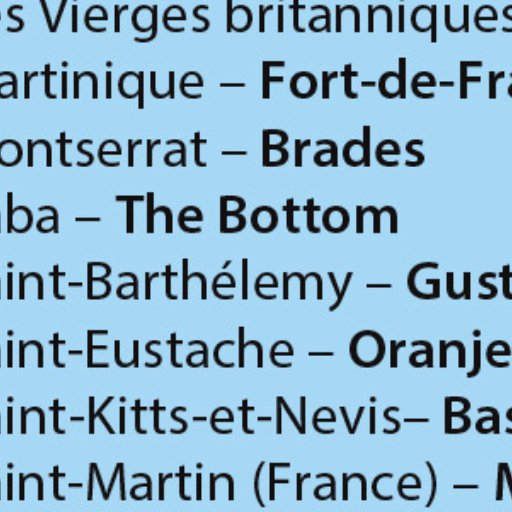 s Vierges britanniques
artinique – Fort-de-Fra
ontserrat – Brades
ba – The Bottom
int-Barthélemy – Gust
int-Eustache – Oranje
int-Kitts-et-Nevis– Bas
int-Martin (France) – M